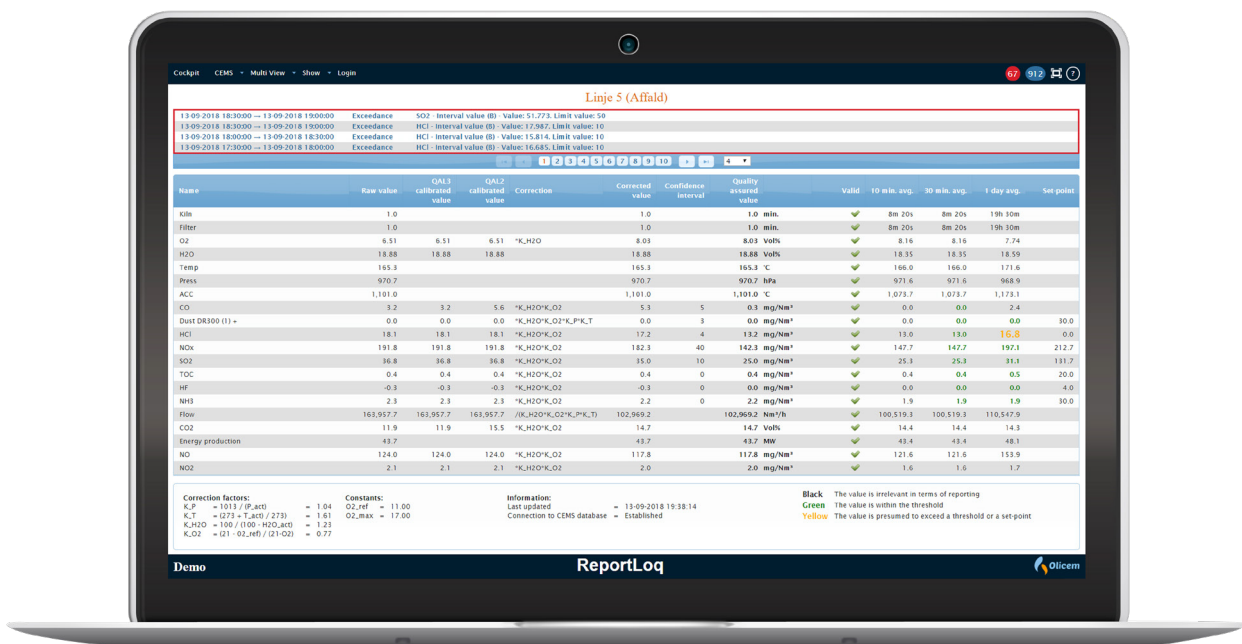 Cockpit CEMS Multi View Show Login 67 912 ?
Linje 5 (Affald)
13-09-2018 18:30:00 → 13-09-2018 19:00:00 Exceedance SO2 - Interval value (B) - Value: 51.773. Limit value: 50
13-09-2018 18:30:00 → 13-09-2018 19:00:00 Exceedance HCl - Interval value (B) - Value: 17.987. Limit value: 10
13-09-2018 18:00:00 → 13-09-2018 18:30:00 Exceedance HCl - Interval value (B) - Value: 15.814. Limit value: 10
13-09-2018 17:30:00 → 13-09-2018 18:00:00 Exceedance HCl - Interval value (B) - Value: 16.685. Limit value: 10
1 2 3 4 5 6 7 8 9 10 4
Name Raw value QAL3 calibrated value QAL2 calibrated value Correction Corrected value Confidence interval Quality assured value Valid 10 min. avg. 30 min. avg. 1 day avg. Set-point
Kiln 1.0 1.0 1.0 min. 8m 20s 8m 20s 19h 30m
Filter 1.0 1.0 1.0 min. 8m 20s 8m 20s 19h 30m
O2 6.51 6.51 6.51 *K_H2O 8.03 8.03 Vol% 8.16 8.16 7.74
H2O 18.88 18.88 18.88 18.88 18.88 Vol% 18.35 18.35 18.59
Temp 165.3 165.3 165.3 °C 166.0 166.0 171.6
Press 970.7 970.7 970.7 hPa 971.6 971.6 968.9
ACC 1,101.0 1,101.0 1,101.0 °C 1,073.7 1,073.7 1,173.1
CO 3.2 3.2 5.6 *K_H2O*K_O2 5.3 5 0.3 mg/Nm³ 0.0 0.0 2.4
Dust DR300 (1) + 0.0 0.0 0.0 *K_H2O*K_O2*K_P*K_T 0.0 3 0.0 mg/Nm³ 0.0 0.0 0.0 30.0
HCl 18.1 18.1 18.1 *K_H2O*K_O2 17.2 4 13.2 mg/Nm³ 13.0 13.0 16.8 0.0
NOx 191.8 191.8 191.8 *K_H2O*K_O2 182.3 40 142.3 mg/Nm³ 147.7 147.7 197.1 212.7
SO2 36.8 36.8 36.8 *K_H2O*K_O2 35.0 10 25.0 mg/Nm³ 25.3 25.3 31.1 131.7
TOC 0.4 0.4 0.4 *K_H2O*K_O2 0.4 0 0.4 mg/Nm³ 0.4 0.4 0.5 20.0
HF -0.3 -0.3 -0.3 *K_H2O*K_O2 -0.3 0 0.0 mg/Nm³ 0.0 0.0 0.0 4.0
NH3 2.3 2.3 2.3 *K_H2O*K_O2 2.2 0 2.2 mg/Nm³ 1.9 1.9 1.9 30.0
Flow 163,957.7 163,957.7 163,957.7 /(K_H2O*K_O2*K_P*K_T) 102,969.2 102,969.2 Nm³/h 100,519.3 100,519.3 110,547.9
CO2 11.9 11.9 15.5 *K_H2O*K_O2 14.7 14.7 Vol% 14.4 14.4 14.3
Energy production 43.7 43.7 43.7 MW 43.4 43.4 48.1
NO 124.0 124.0 124.0 *K_H2O*K_O2 117.8 117.8 mg/Nm³ 121.6 121.6 153.9
NO2 2.1 2.1 2.1 *K_H2O*K_O2 2.0 2.0 mg/Nm³ 1.6 1.6 1.7
Correction factors:
K_P = 1013 / (P_act) = 1.04
K_T = (273 + T_act) / 273) = 1.61
K_H2O = 100 / (100 - H2O_act) = 1.23
K_O2 = (21 - O2_ref) / (21-O2) = 0.77
Constants:
O2_ref = 11.00
O2_max = 17.00
Information:
Last updated = 13-09-2018 19:38:14
Connection to CEMS database = Established
Black The value is irrelevant in terms of reporting
Green The value is within the threshold
Yellow The value is presumed to exceed a threshold or a set-point
Demo ReportLoq Olicem